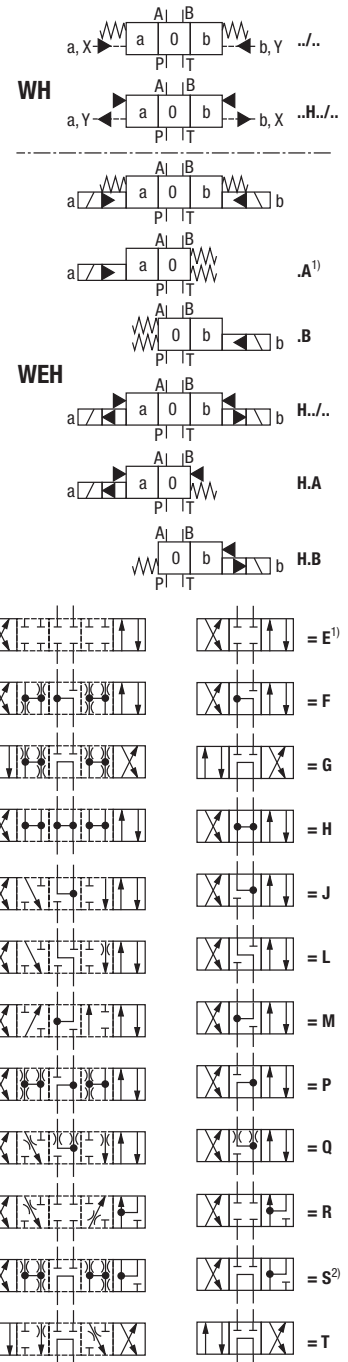 A B
a, X a 0 b b, Y ../..
P T
WH
A B
a, Y a 0 b b, X ..H../..
P T
A B
a a 0 b b
P T
A B
a a 0 .A1)
P T
A B
0 b b .B
P T
WEH
A B
a a 0 b b H../..
P T
A B
a a 0 H.A
P T
A B
0 b b H.B
P T
= E1)
= F
= G
= H
= J
= L
= M
= P
= Q
= R
= S2)
= T